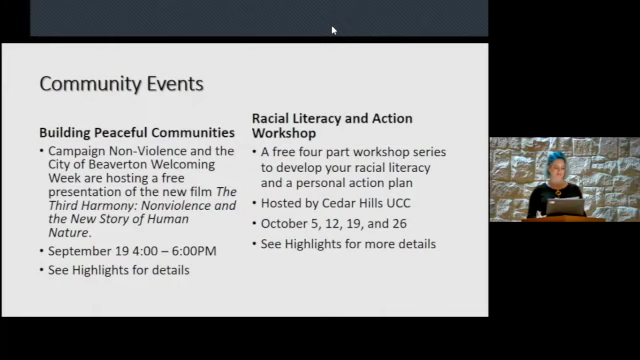 Community Events
Building Peaceful Communities
• Campaign Non-Violence and the
City of Beaverton Welcoming
Week are hosting a free
presentation of the new film The
Third Harmony: Nonviolence and
the New Story of Human
Nature.
• September 19 4:00 – 6:00PM
• See Highlights for details
Racial Literacy and Action
Workshop
• A free four part workshop series
to develop your racial literacy
and a personal action plan
• Hosted by Cedar Hills UCC
• October 5, 12, 19, and 26
• See Highlights for more details